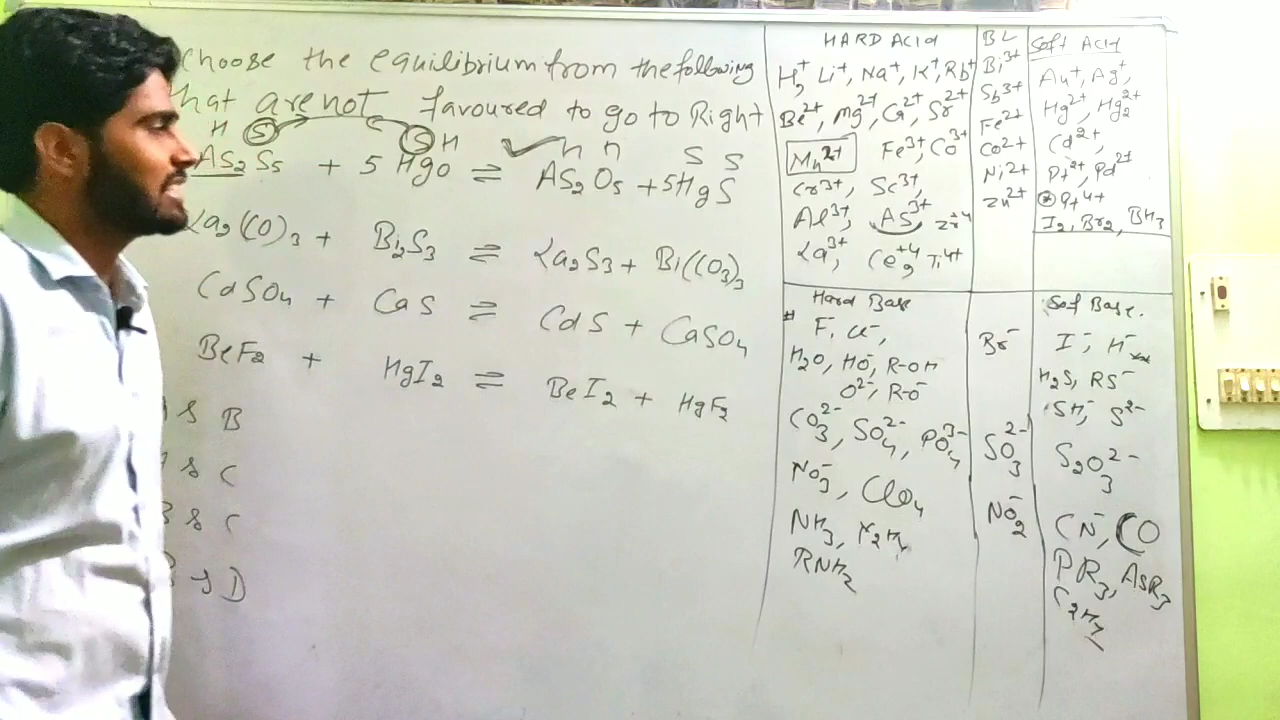 Choose the equilibrium from the following
that are not favoured to go to Right
H S S H
AS2S5 + 5 HgO ⇌ AS2O5 + 5HgS
H H S S
La2(CO)3 + Bi2S3 ⇌ La2S3 + Bi(CO3)3
CdSO4 + CaS ⇌ CdS + CaSO4
BeF2 + HgI2 ⇌ BeI2 + HgF2
& B
& C
& C
& D
HARD ACId
H+, Li+, Na+, K+, Rb+
Be2+, Mg2+, Ca2+, Sr2+
Mn2+ Fe3+, Co3+
Cr3+, Sc3+,
Al3+, AS3+ Zr+4
La3+, Ce+4, Ti4+
BL
Bi3+
Sb3+
Fe2+
Co2+
Ni2+
Zn2+
Soft ACId
Au+, Ag+,
Hg2+, Hg2 2+
Cd2+,
Pt2+, Pd2+
Pt4+
I2, Br2, BH3
Hard Base
F-, Cl-,
H2O, HO-, R-OH
O2-, R-O-
CO3 2-, SO4 2-, PO4 3-
NO3-, ClO4
NH3, N2H4
RNH2
Br-
SO3 2-
NO2-
Sof Base.
I-, H-
H2S, RS-
SH-, S2-
S2O3 2-
CN-, CO
PR3, ASR3
C2H4